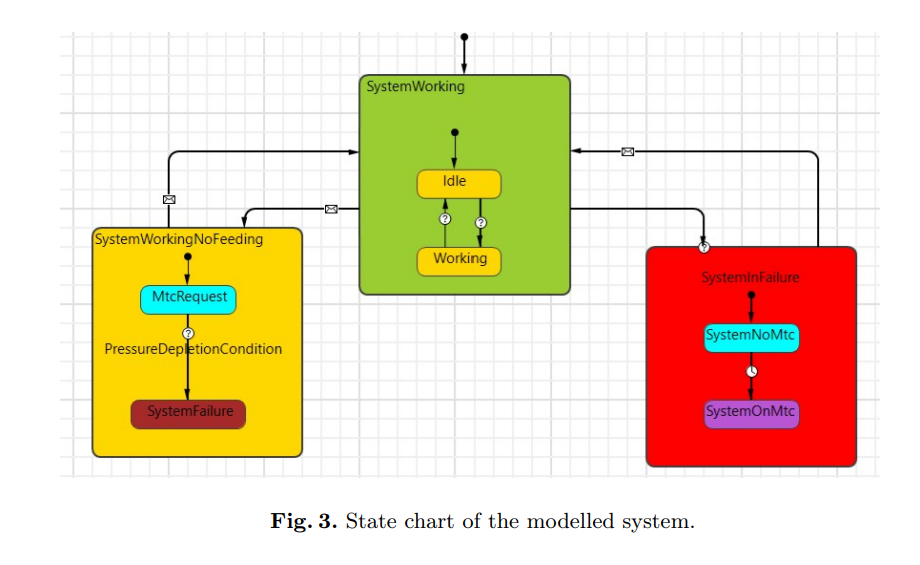 SystemWorking
Idle
Working
SystemWorkingNoFeeding
MtcRequest
?
PressureDepletionCondition
SystemFailure
?
?
?
SystemInFailure
SystemNoMtc
SystemOnMtc
Fig. 3. State chart of the modelled system.